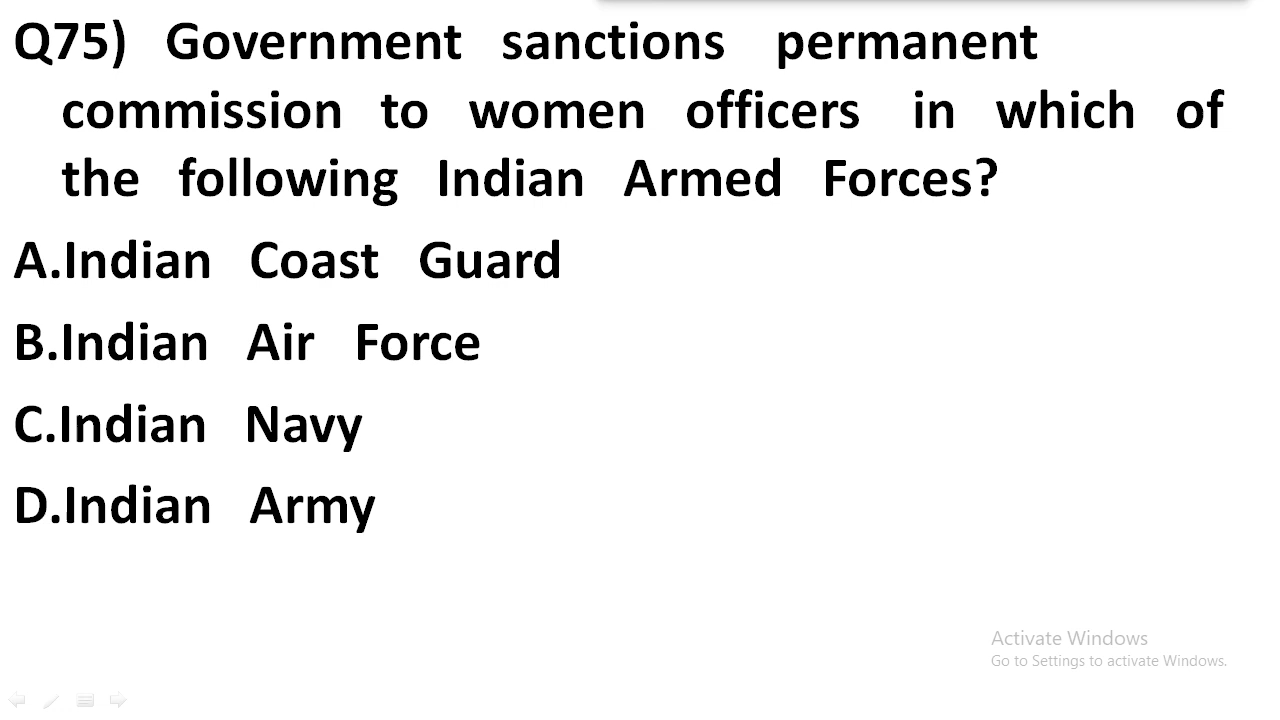 Q75) Government sanctions permanent
commission to women officers in which of
the following Indian Armed Forces?
A.Indian Coast Guard
B.Indian Air Force
C.Indian Navy
D.Indian Army
Activate Windows
Go to Settings to activate Windows.